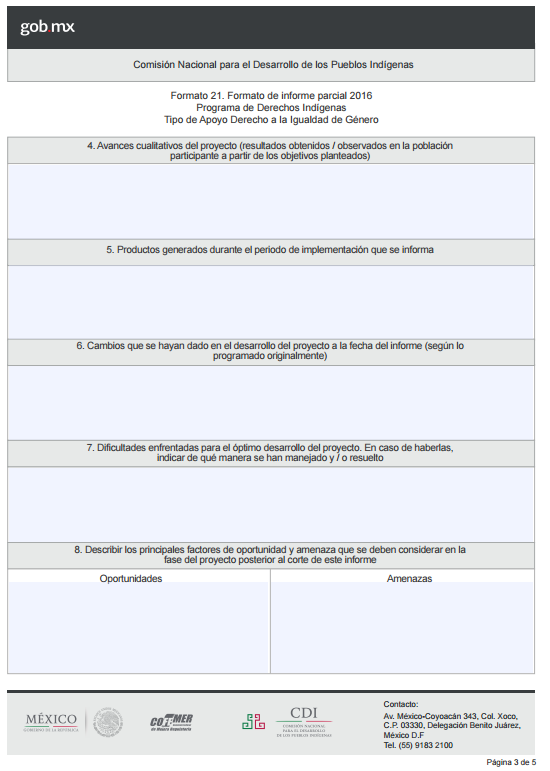 gob.mx
Comisión Nacional para el Desarrollo de los Pueblos Indígenas
Formato 21. Formato de informe parcial 2016
Programa de Derechos Indígenas
Tipo de Apoyo Derecho a la Igualdad de Género
4. Avances cualitativos del proyecto (resultados obtenidos / observados en la población
participante a partir de los objetivos planteados)
5. Productos generados durante el periodo de implementación que se informa
6. Cambios que se hayan dado en el desarrollo del proyecto a la fecha del informe (según lo
programado originalmente)
7. Dificultades enfrentadas para el óptimo desarrollo del proyecto. En caso de haberlas,
indicar de qué manera se han manejado y / o resuelto
8. Describir los principales factores de oportunidad y amenaza que se deben considerar en la
fase del proyecto posterior al corte de este informe
Oportunidades
Amenazas
MÉXICO
GOBIERNO DE LA REPÚBLICA
COFEMER
de Mejora Regulatoria
CDI
COMISIÓN NACIONAL
PARA EL DESARROLLO
DE LOS PUEBLOS INDÍGENAS
Contacto:
Av. México-Coyoacán 343, Col. Xoco,
C.P. 03330, Delegación Benito Juárez,
México D.F
Tel. (55) 9183 2100
Página 3 de 5